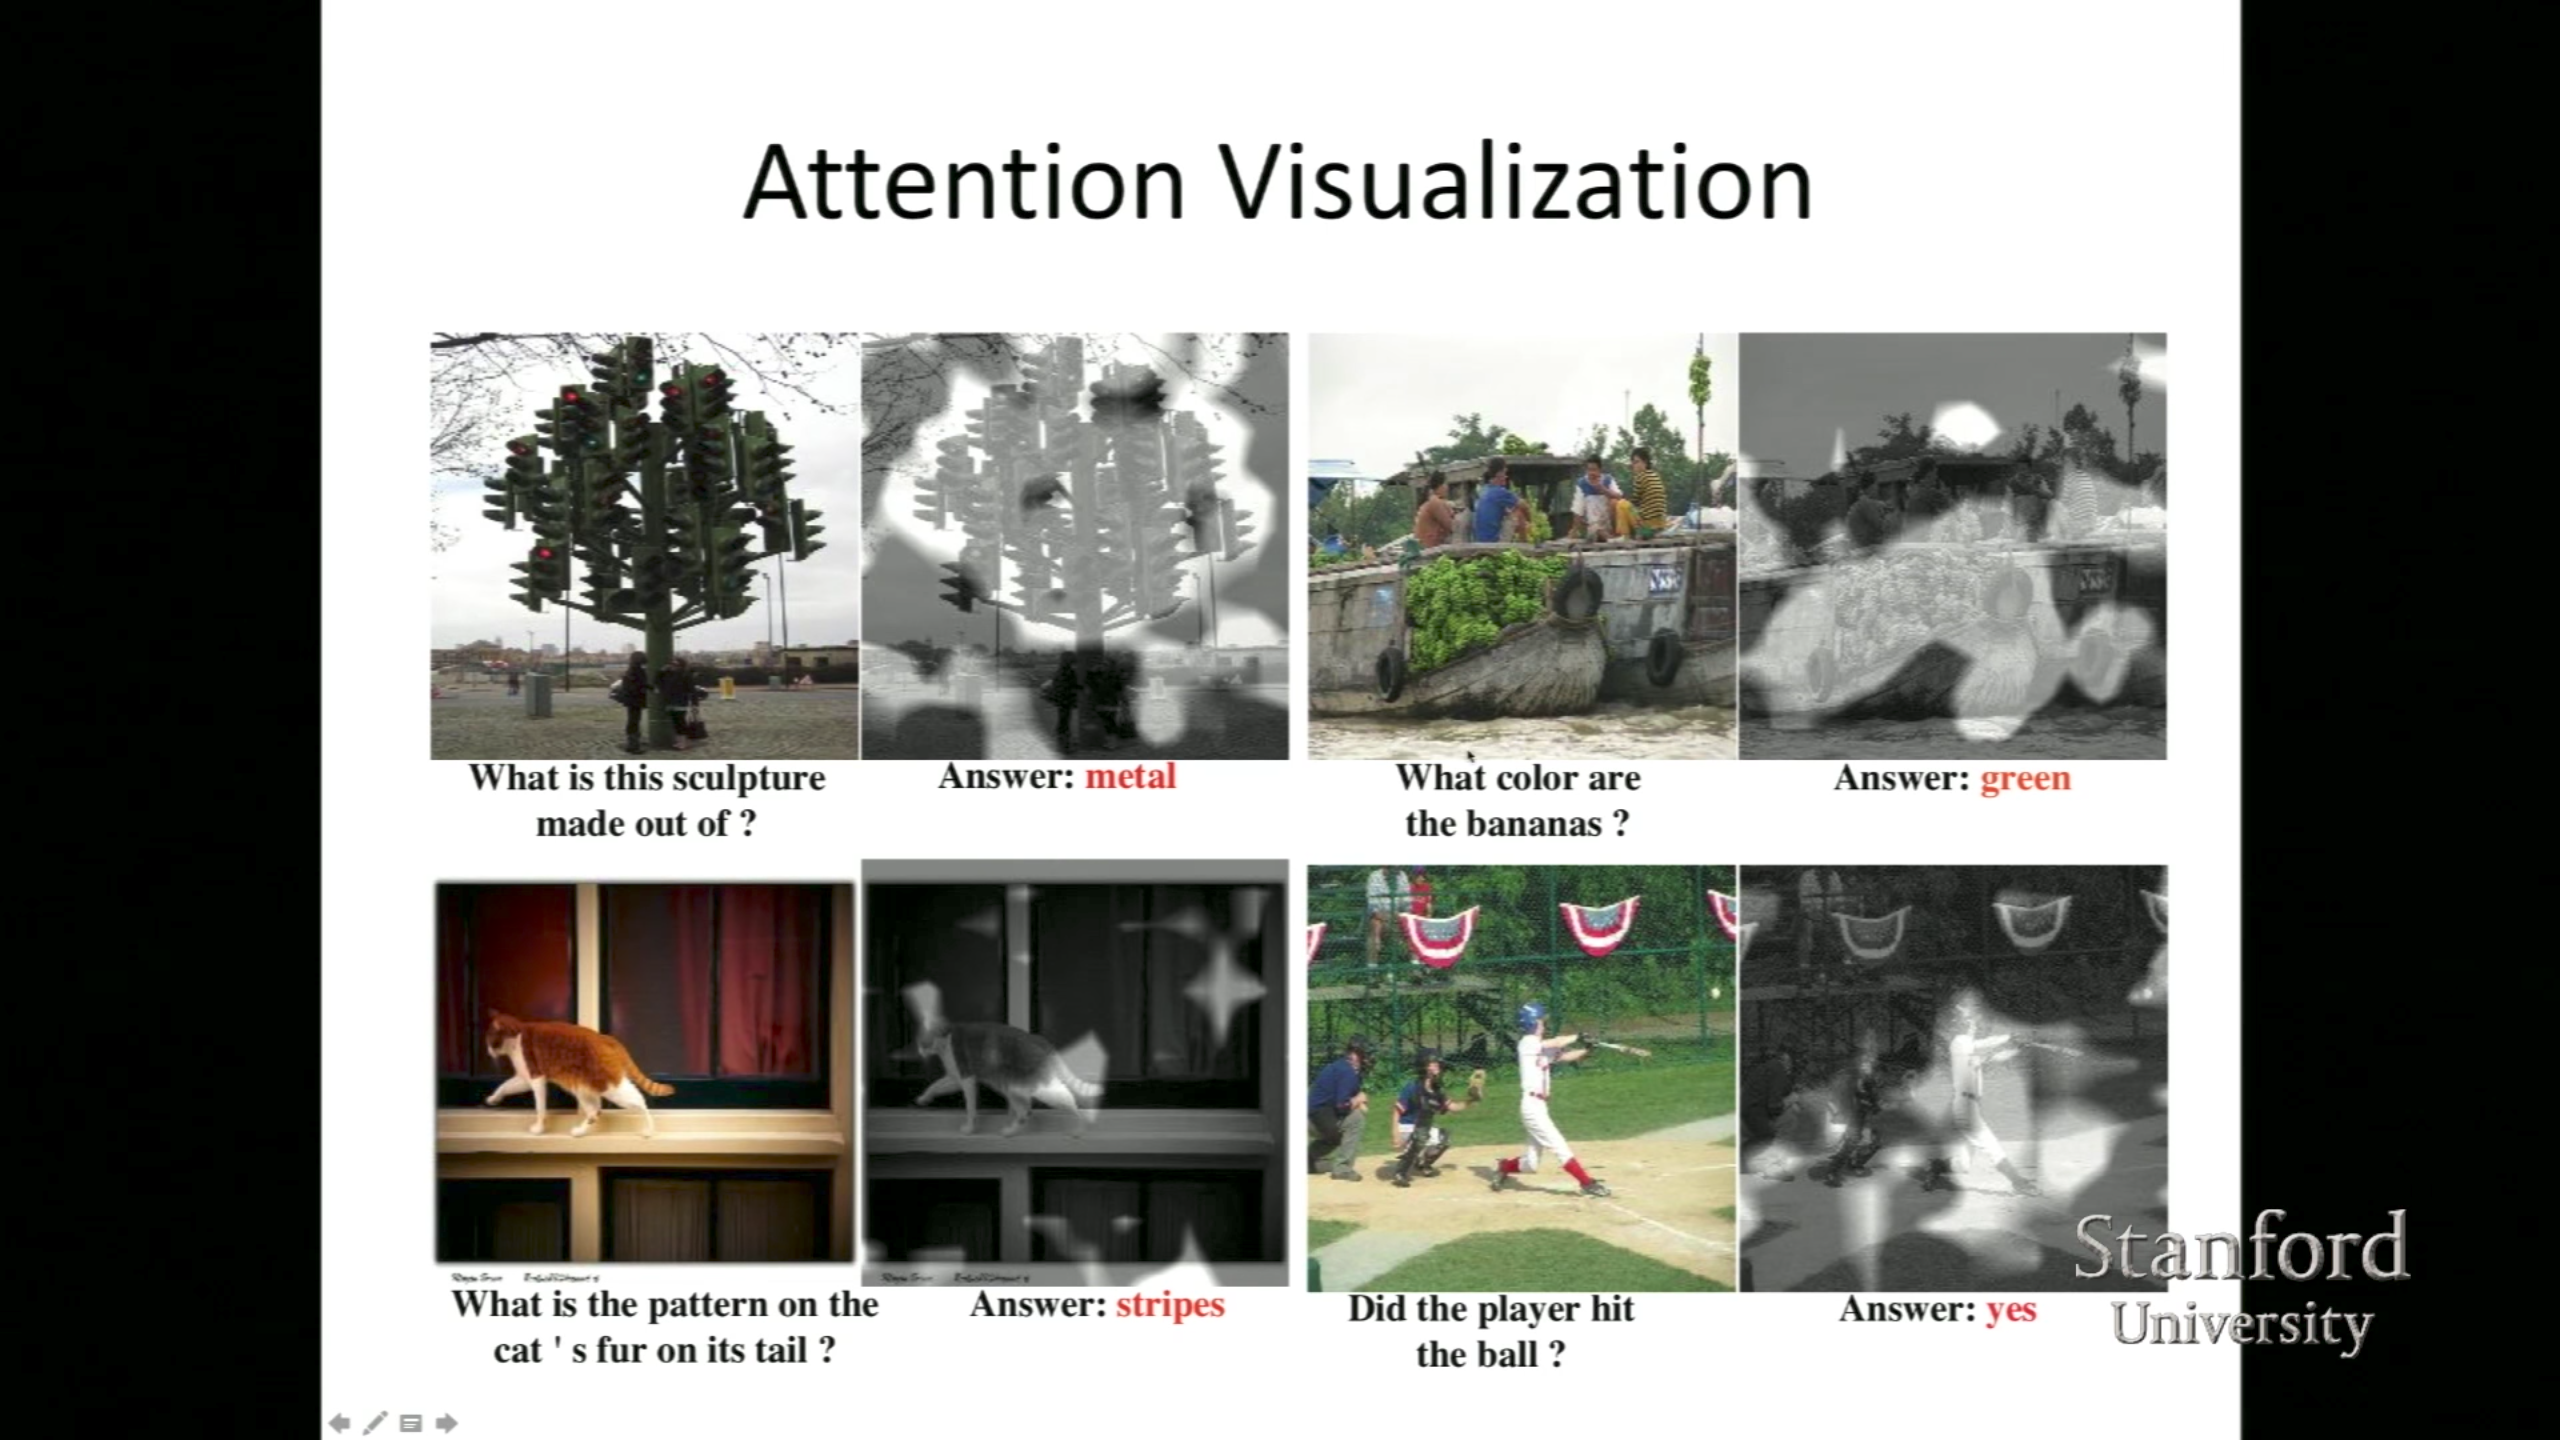 Attention Visualization
What is this sculpture
made out of ?
Answer: metal
What color are
the bananas ?
Answer: green
What is the pattern on the
cat ' s fur on its tail ?
Answer: stripes
Did the player hit
the ball ?
Answer: yes
Stanford
University